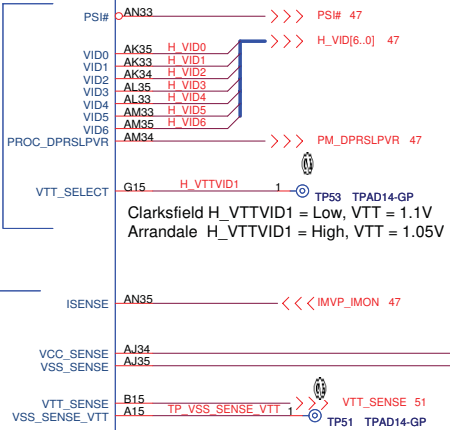 PSI# AN33 PSI# 47
H_VID[6..0] 47
VID0 AK35 H_VID0
VID1 AK33 H_VID1
VID2 AK34 H_VID2
VID3 AL35 H_VID3
VID4 AL33 H_VID4
VID5 AM33 H_VID5
VID6 AM35 H_VID6
PROC_DPRSLPVR AM34 PM_DPRSLPVR 47
VTT_SELECT G15 H_VTTVID1 1
TP53 TPAD14-GP
Clarksfield H_VTTVID1 = Low, VTT = 1.1V
Arrandale H_VTTVID1 = High, VTT = 1.05V
ISENSE AN35 IMVP_IMON 47
VCC_SENSE AJ34
VSS_SENSE AJ35
VTT_SENSE B15 VTT_SENSE 51
VSS_SENSE_VTT A15 TP_VSS_SENSE_VTT 1
TP51 TPAD14-GP